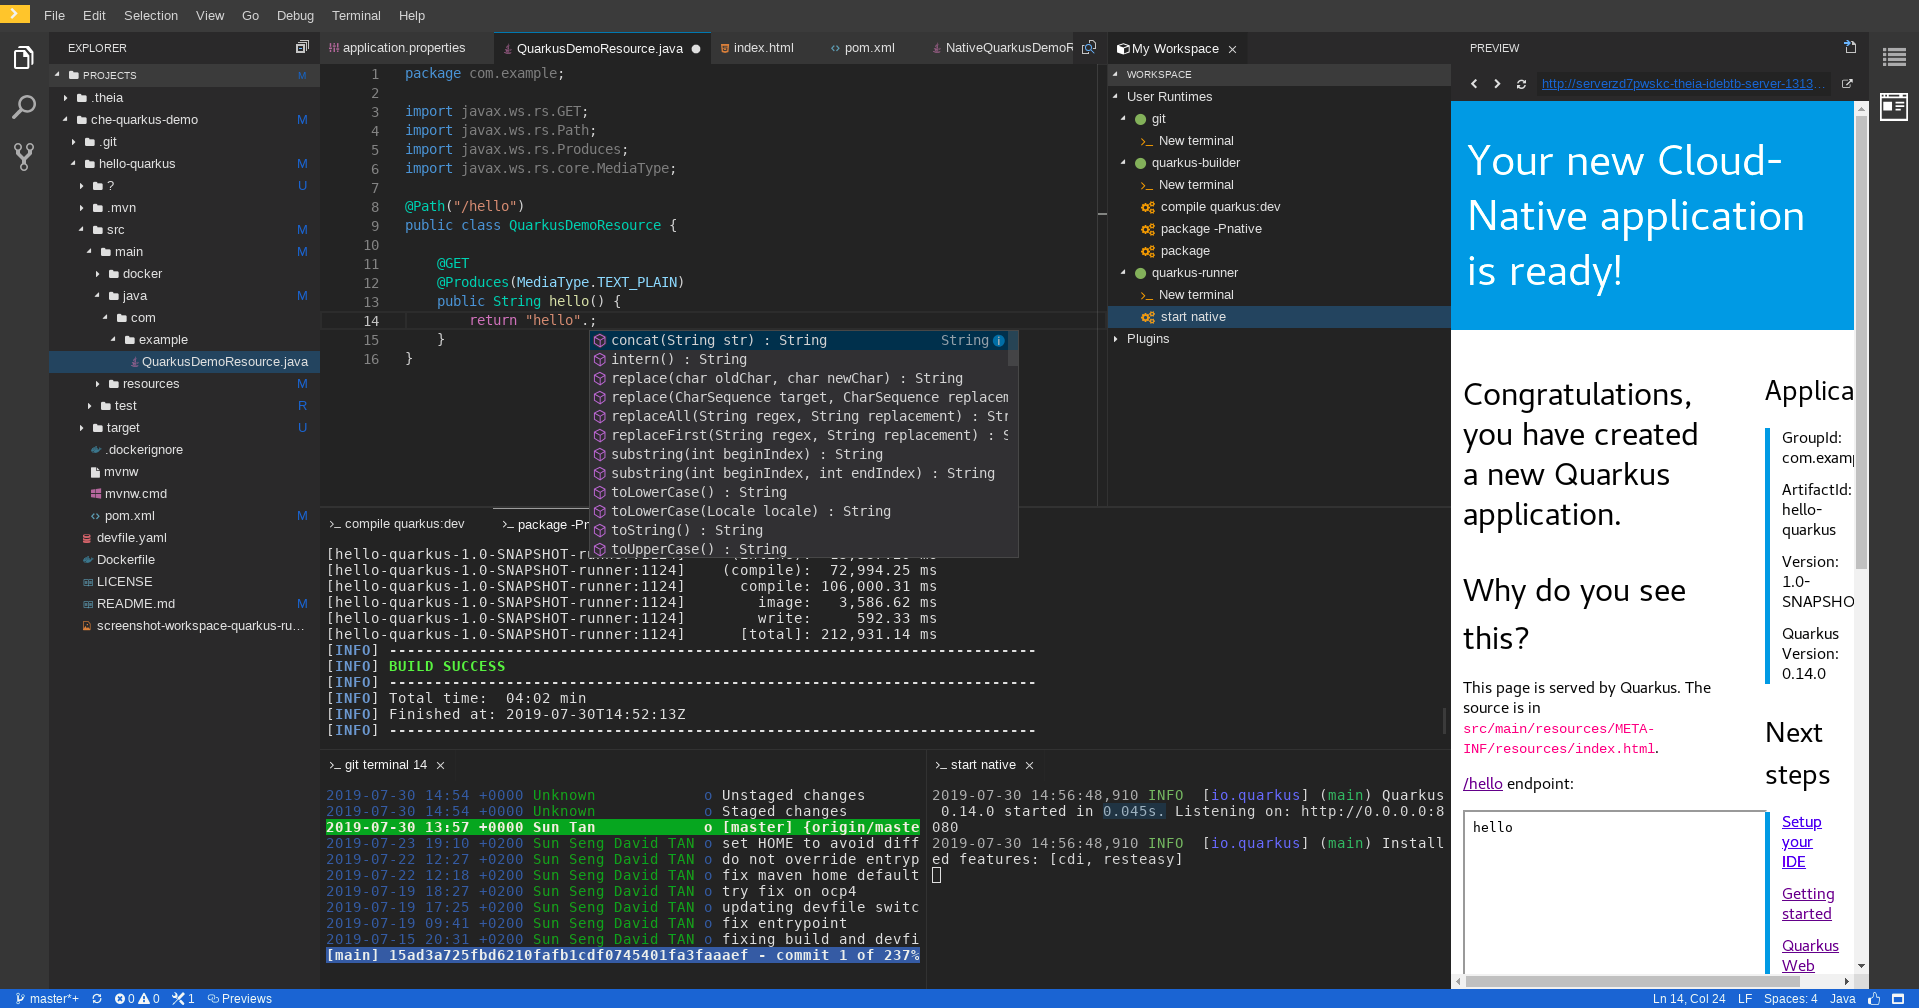 File Edit Selection View Go Debug Terminal Help
EXPLORER
PROJECTS M
.theia
che-quarkus-demo M
.git
hello-quarkus M
? U
.mvn
src M
main M
docker
java M
com
example
QuarkusDemoResource.java
resources M
test R
target U
.dockerignore
mvnw
mvnw.cmd
pom.xml M
devfile.yaml
Dockerfile
LICENSE
README.md M
screenshot-workspace-quarkus-ru...
application.properties QuarkusDemoResource.java index.html pom.xml NativeQuarkusDemoR
1 package com.example;
2
3 import javax.ws.rs.GET;
4 import javax.ws.rs.Path;
5 import javax.ws.rs.Produces;
6 import javax.ws.rs.core.MediaType;
7
8 @Path("/hello")
9 public class QuarkusDemoResource {
10
11 @GET
12 @Produces(MediaType.TEXT_PLAIN)
13 public String hello() {
14 return "hello".;
15 }
16 }
concat(String str) : String String
intern() : String
replace(char oldChar, char newChar) : String
replace(CharSequence target, CharSequence replacem
replaceAll(String regex, String replacement) : Str
replaceFirst(String regex, String replacement) : S
substring(int beginIndex) : String
substring(int beginIndex, int endIndex) : String
toLowerCase() : String
toLowerCase(Locale locale) : String
toString() : String
toUpperCase() : String
My Workspace
WORKSPACE
User Runtimes
git
New terminal
quarkus-builder
New terminal
compile quarkus:dev
package -Pnative
package
quarkus-runner
New terminal
start native
Plugins
compile quarkus:dev package -Pr
[hello-quarkus-1.0-SNAPSHOT-runner:1124]
[hello-quarkus-1.0-SNAPSHOT-runner:1124] (compile): 72,994.25 ms
[hello-quarkus-1.0-SNAPSHOT-runner:1124] compile: 106,000.31 ms
[hello-quarkus-1.0-SNAPSHOT-runner:1124] image: 3,586.62 ms
[hello-quarkus-1.0-SNAPSHOT-runner:1124] write: 592.33 ms
[hello-quarkus-1.0-SNAPSHOT-runner:1124] [total]: 212,931.14 ms
[INFO] ------------------------------------------------------------------------
[INFO] BUILD SUCCESS
[INFO] ------------------------------------------------------------------------
[INFO] Total time: 04:02 min
[INFO] Finished at: 2019-07-30T14:52:13Z
[INFO] ------------------------------------------------------------------------
git terminal 14
2019-07-30 14:54 +0000 Unknown o Unstaged changes
2019-07-30 14:54 +0000 Unknown o Staged changes
2019-07-30 13:57 +0000 Sun Tan o [master] {origin/maste
2019-07-23 19:10 +0200 Sun Seng David TAN o set HOME to avoid diff
2019-07-22 12:27 +0200 Sun Seng David TAN o do not override entryp
2019-07-22 12:18 +0200 Sun Seng David TAN o fix maven home default
2019-07-19 18:27 +0200 Sun Seng David TAN o try fix on ocp4
2019-07-19 17:25 +0200 Sun Seng David TAN o updating devfile switc
2019-07-19 09:41 +0200 Sun Seng David TAN o fix entrypoint
2019-07-15 20:31 +0200 Sun Seng David TAN o fixing build and devfi
[main] 15ad3a725fbd6210fafb1cdf0745401fa3faaaef - commit 1 of 237%
start native
2019-07-30 14:56:48,910 INFO [io.quarkus] (main) Quarkus
0.14.0 started in 0.045s. Listening on: http://0.0.0.0:8
080
2019-07-30 14:56:48,910 INFO [io.quarkus] (main) Install
ed features: [cdi, resteasy]
PREVIEW
http://serverzd7pwskc-theia-idebtb-server-1313...
Your new Cloud-
Native application
is ready!
Congratulations,
you have created
a new Quarkus
application.
Why do you see
this?
This page is served by Quarkus. The
source is in
src/main/resources/META-
INF/resources/index.html.
/hello endpoint:
hello
Applica
GroupId:
com.examp
ArtifactId:
hello-
quarkus
Version:
1.0-
SNAPSHO
Quarkus
Version:
0.14.0
Next
steps
Setup
your
IDE
Getting
started
Quarkus
Web
master*+ 0 0 1 Previews
Ln 14, Col 24 LF Spaces: 4 Java